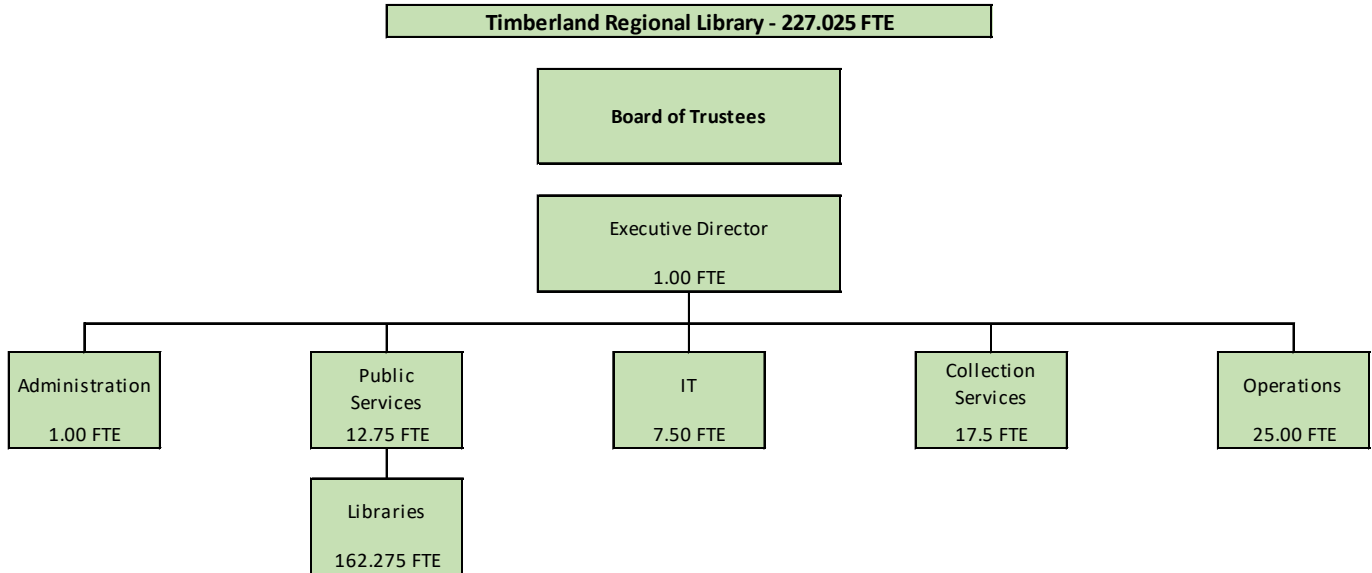 Timberland Regional Library - 227.025 FTE
Board of Trustees
Executive Director
1.00 FTE
Administration
1.00 FTE
Public
Services
12.75 FTE
IT
7.50 FTE
Collection
Services
17.5 FTE
Operations
25.00 FTE
Libraries
162.275 FTE